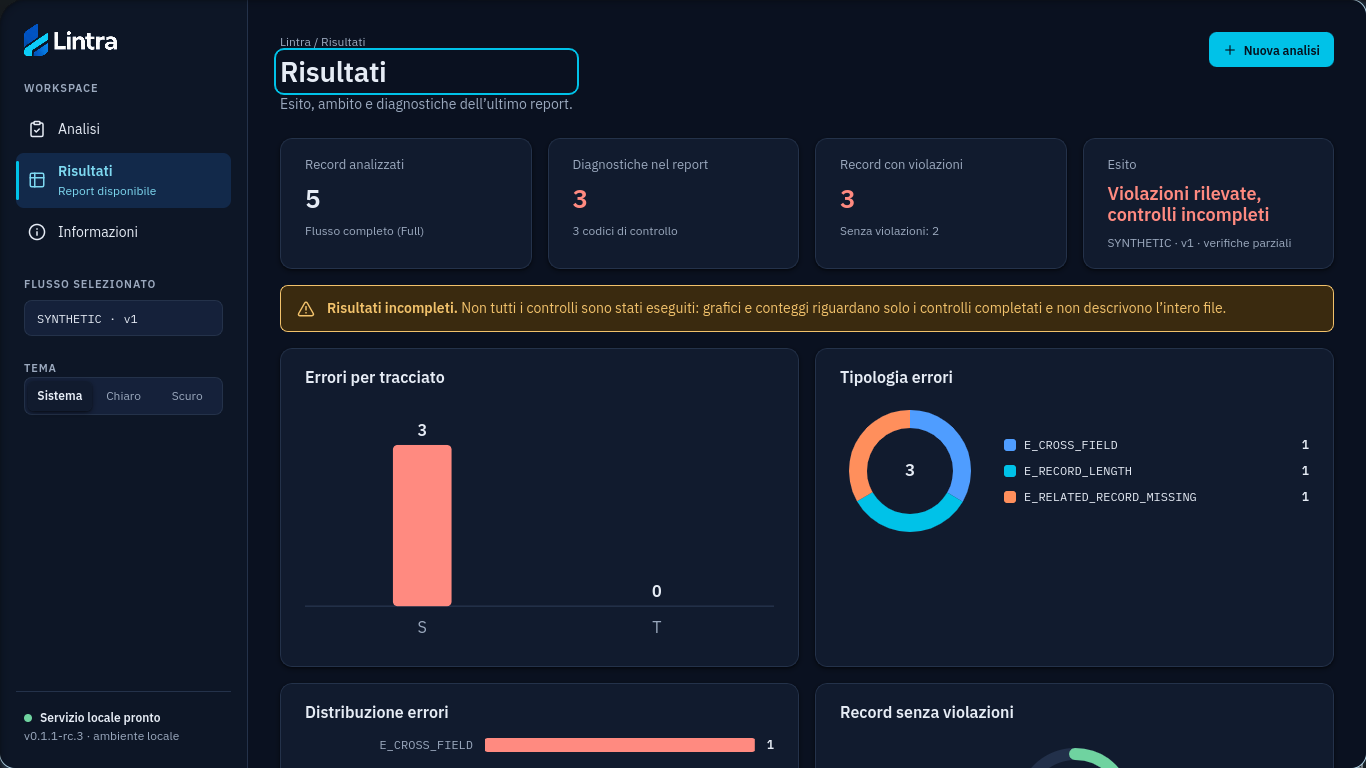 Lintra
WORKSPACE
Analisi
Risultati
Report disponibile
Informazioni
FLUSSO SELEZIONATO
SYNTHETIC · v1
TEMA
Sistema Chiaro Scuro
Servizio locale pronto
v0.1.1-rc.3 · ambiente locale
Lintra / Risultati
Risultati
Esito, ambito e diagnostiche dell’ultimo report.
+ Nuova analisi
Record analizzati
5
Flusso completo (Full)
Diagnostiche nel report
3
3 codici di controllo
Record con violazioni
3
Senza violazioni: 2
Esito
Violazioni rilevate,
controlli incompleti
SYNTHETIC · v1 · verifiche parziali
Risultati incompleti. Non tutti i controlli sono stati eseguiti: grafici e conteggi riguardano solo i controlli completati e non descrivono l’intero file.
Errori per tracciato
3
0
S T
Tipologia errori
3
E_CROSS_FIELD 1
E_RECORD_LENGTH 1
E_RELATED_RECORD_MISSING 1
Distribuzione errori
E_CROSS_FIELD 1
Record senza violazioni